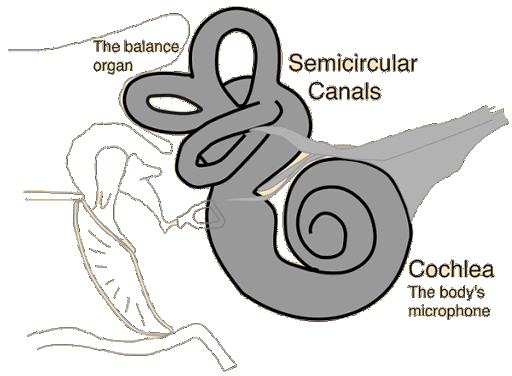 The balance
organ
Semicircular
Canals
Cochlea
The body's
microphone